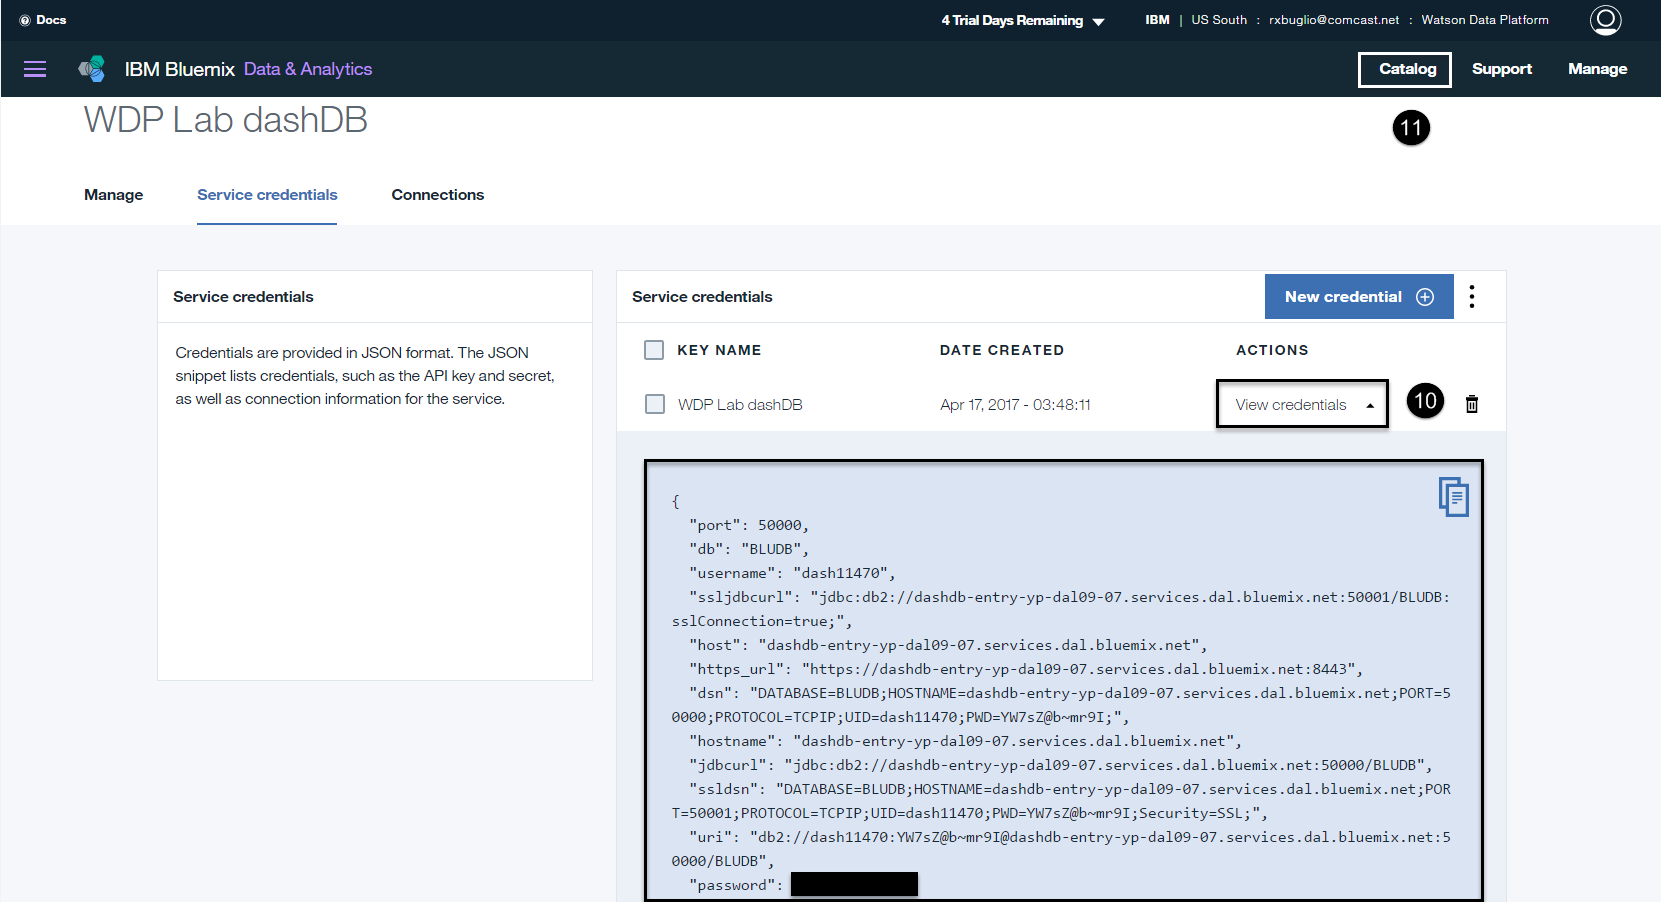 Docs
4 Trial Days Remaining
IBM | US South : rxbuglio@comcast.net : Watson Data Platform
IBM Bluemix Data & Analytics
Catalog
Support
Manage
WDP Lab dashDB
11
Manage
Service credentials
Connections
Service credentials
Credentials are provided in JSON format. The JSON
snippet lists credentials, such as the API key and secret,
as well as connection information for the service.
Service credentials
New credential
KEY NAME
DATE CREATED
ACTIONS
WDP Lab dashDB
Apr 17, 2017 - 03:48:11
View credentials
10
{
"port": 50000,
"db": "BLUDB",
"username": "dash11470",
"ssljdbcurl": "jdbc:db2://dashdb-entry-yp-dal09-07.services.dal.bluemix.net:50001/BLUDB:
sslConnection=true;",
"host": "dashdb-entry-yp-dal09-07.services.dal.bluemix.net",
"https_url": "https://dashdb-entry-yp-dal09-07.services.dal.bluemix.net:8443",
"dsn": "DATABASE=BLUDB;HOSTNAME=dashdb-entry-yp-dal09-07.services.dal.bluemix.net;PORT=5
0000;PROTOCOL=TCPIP;UID=dash11470;PWD=YW7sZ@b~mr9I;",
"hostname": "dashdb-entry-yp-dal09-07.services.dal.bluemix.net",
"jdbcurl": "jdbc:db2://dashdb-entry-yp-dal09-07.services.dal.bluemix.net:50000/BLUDB",
"ssldsn": "DATABASE=BLUDB;HOSTNAME=dashdb-entry-yp-dal09-07.services.dal.bluemix.net;POR
T=50001;PROTOCOL=TCPIP;UID=dash11470;PWD=YW7sZ@b~mr9I;Security=SSL;",
"uri": "db2://dash11470:YW7sZ@b~mr9I@dashdb-entry-yp-dal09-07.services.dal.bluemix.net:5
0000/BLUDB",
"password":